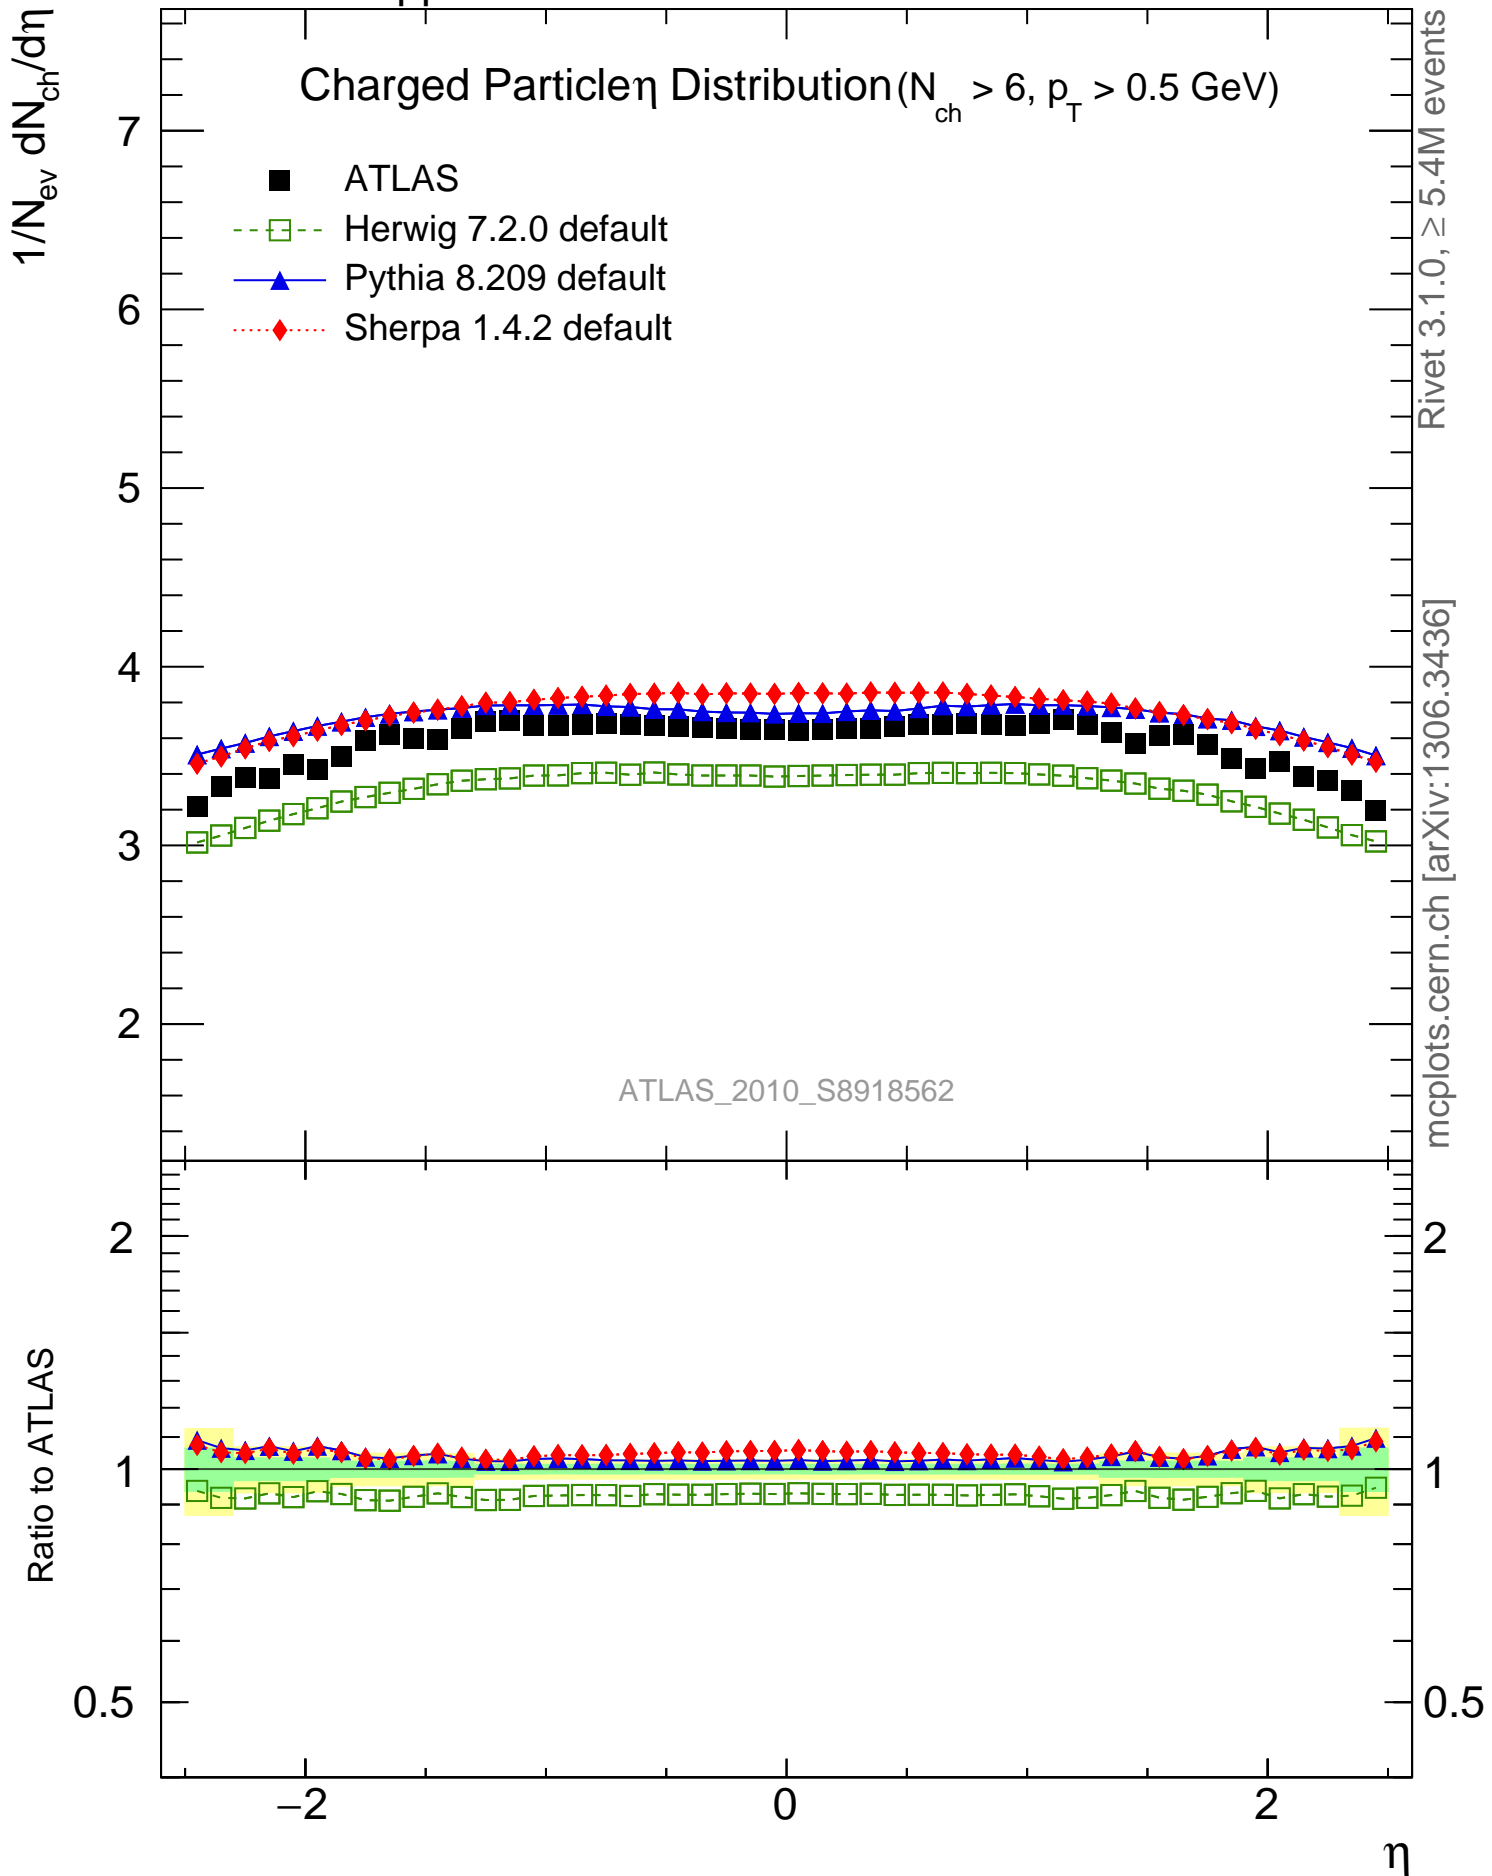 pp
1/N_ev dN_ch/dη
Charged Particleη Distribution (N_ch > 6, p_T > 0.5 GeV)
ATLAS
Herwig 7.2.0 default
Pythia 8.209 default
Sherpa 1.4.2 default
7
6
5
4
3
2
ATLAS_2010_S8918562
Rivet 3.1.0, ≥ 5.4M events
mcplots.cern.ch [arXiv:1306.3436]
Ratio to ATLAS
2
1
0.5
2
1
0.5
−2
0
2
η